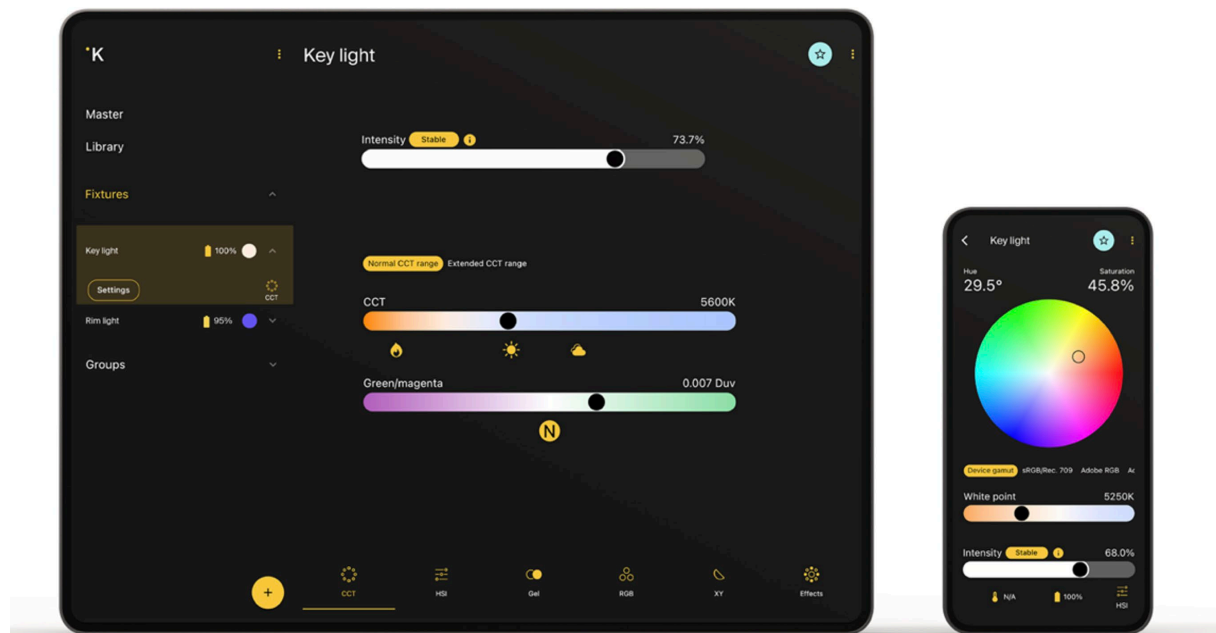 °K
Key light
Master
Library
Fixtures
Key light 100%
Settings
CCT
Rim light 95%
Groups
Intensity Stable i 73.7%
Normal CCT range Extended CCT range
CCT 5600K
Green/magenta 0.007 Duv
N
+
CCT HSI Gel RGB XY Effects
Key light
Hue Saturation
29.5° 45.8%
Device gamut sRGB/Rec. 709 Adobe RGB
White point 5250K
Intensity Stable i 68.0%
N/A 100% HSI